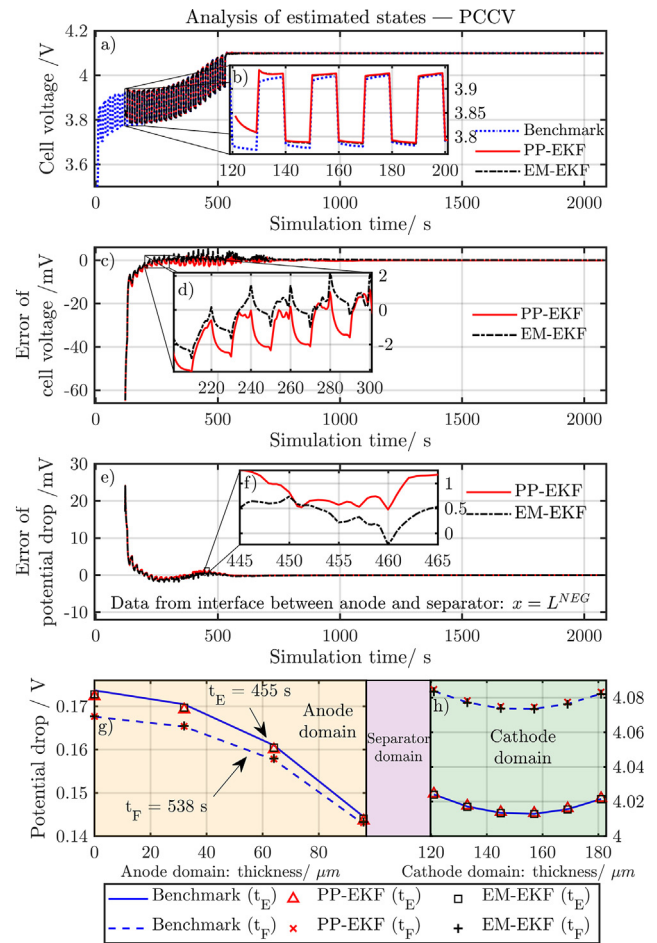 Analysis of estimated states — PCCV
a)
Cell voltage /V
4.2
4
3.8
3.6
b)
3.9
3.85
3.8
120 140 160 180 200
Benchmark
PP-EKF
EM-EKF
0 500 1000 1500 2000
Simulation time/ s
c)
Error of
cell voltage /mV
0
-20
-40
-60
d)
2
0
-2
220 240 260 280 300
PP-EKF
EM-EKF
0 500 1000 1500 2000
Simulation time/ s
e)
Error of
potential drop /mV
30
20
10
0
-10
f)
1
0.5
0
445 450 455 460 465
PP-EKF
EM-EKF
Data from interface between anode and separator: x = L^NEG
0 500 1000 1500 2000
Simulation time/ s
Potential drop / V
0.17
0.16
0.15
0.14
g)
t_E = 455 s
t_F = 538 s
Anode
domain
Separator
domain
h)
Cathode
domain
4.08
4.06
4.04
4.02
4
0 20 40 60 80
121 140 160 182
Anode domain: thickness/ μm
Cathode domain: thickness/ μm
Benchmark (t_E) PP-EKF (t_E) EM-EKF (t_E)
Benchmark (t_F) PP-EKF (t_F) EM-EKF (t_F)